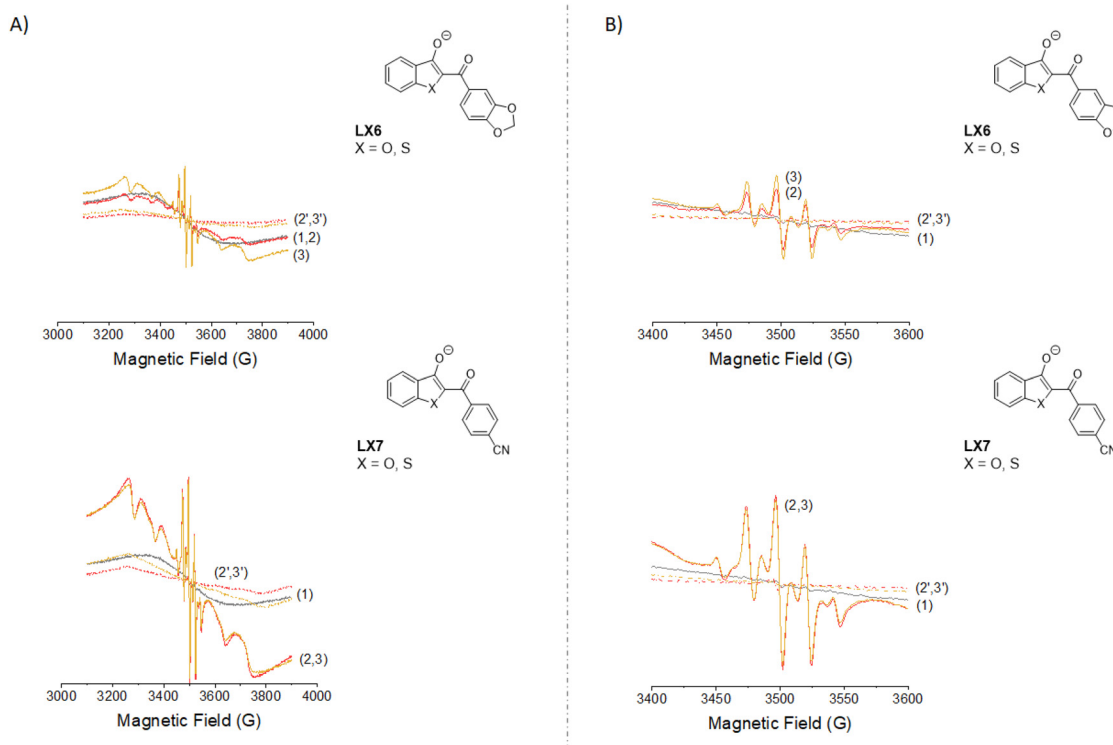 A)
O⊖
O
X
O
O
LX6
X = O, S
(2',3')
(1,2)
(3)
3000 3200 3400 3600 3800 4000
Magnetic Field (G)
O⊖
O
X
CN
LX7
X = O, S
(2',3')
(1)
(2,3)
3000 3200 3400 3600 3800 4000
Magnetic Field (G)
B)
O⊖
O
X
O
LX6
X = O, S
(3)
(2)
(2',3')
(1)
3400 3450 3500 3550 3600
Magnetic Field (G)
O⊖
O
X
CN
LX7
X = O, S
(2,3)
(2',3')
(1)
3400 3450 3500 3550 3600
Magnetic Field (G)